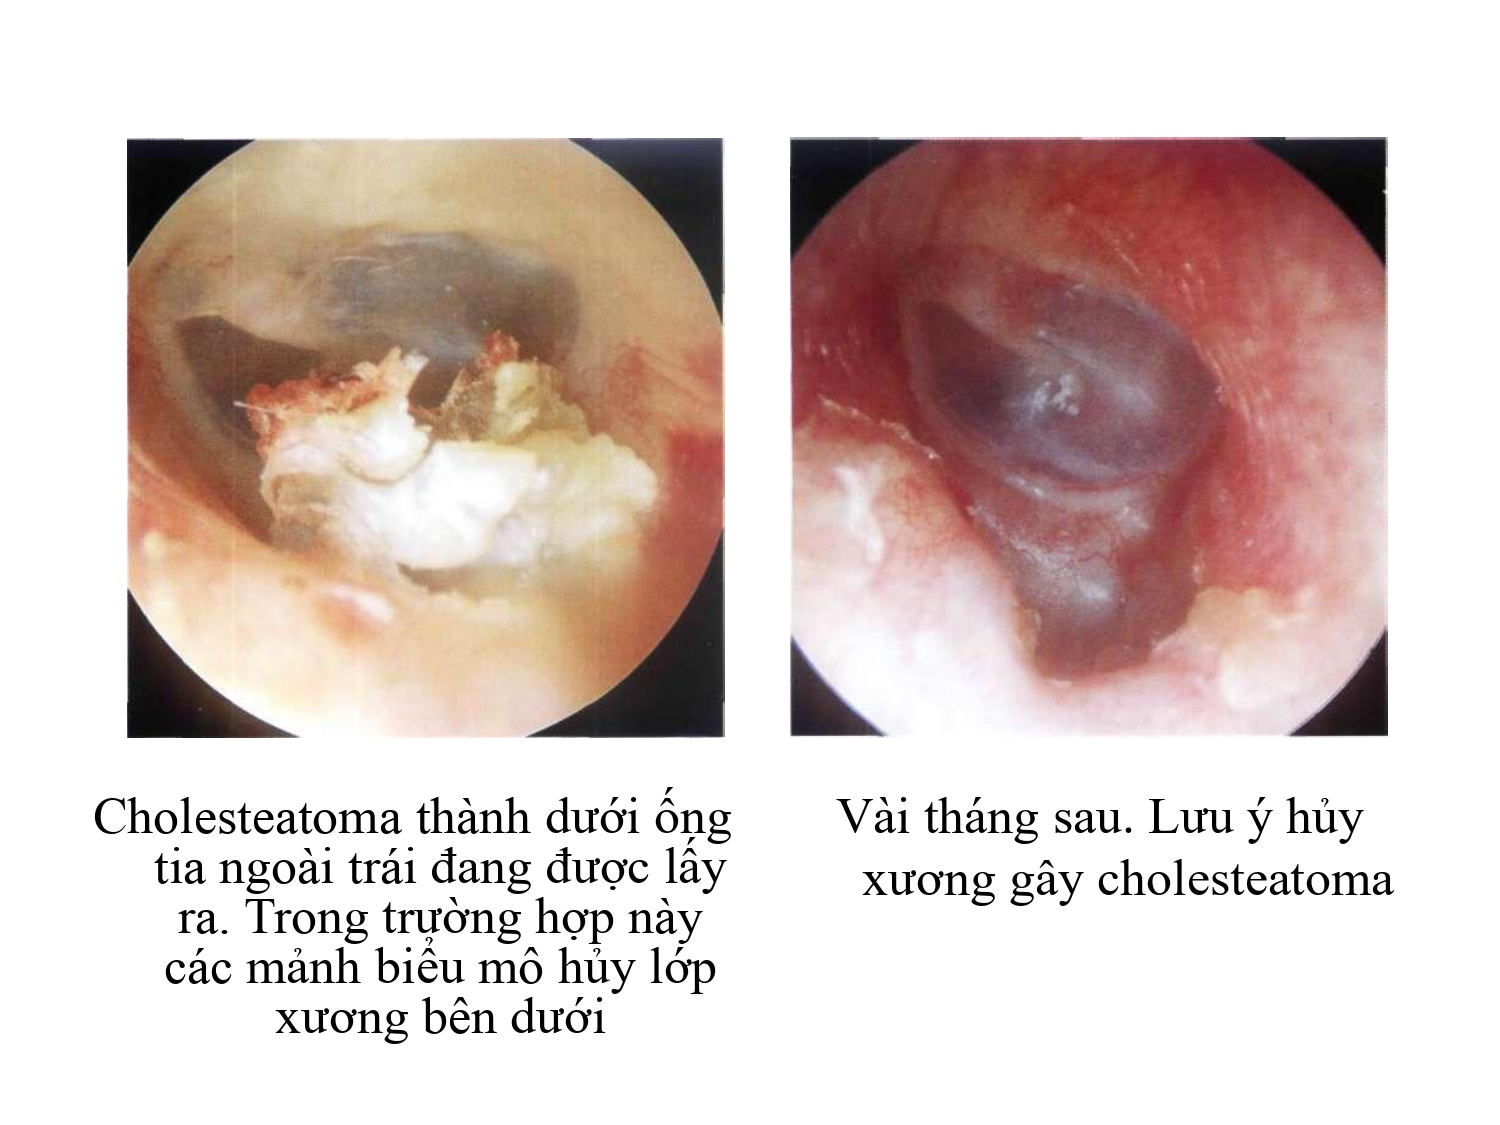 Cholesteatoma thành dưới ống
tia ngoài trái đang được lấy
ra. Trong trường hợp này
các mảnh biểu mô hủy lớp
xương bên dưới
Vài tháng sau. Lưu ý hủy
xương gây cholesteatoma